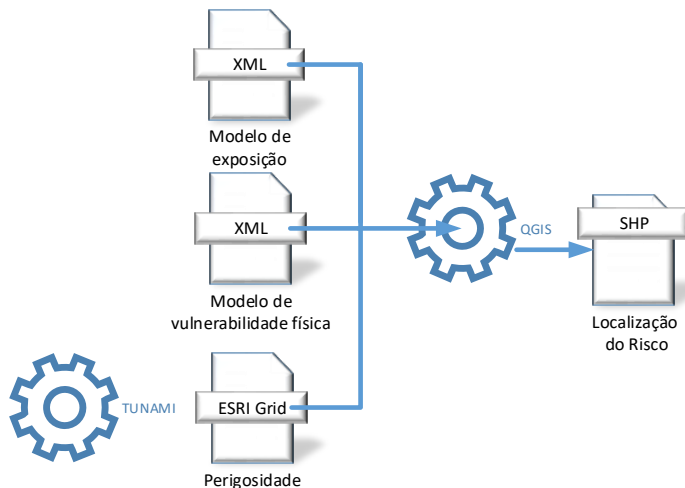 XML
Modelo de
exposição
XML
Modelo de
vulnerabilidade física
QGIS
SHP
Localização
do Risco
TUNAMI
ESRI Grid
Perigosidade